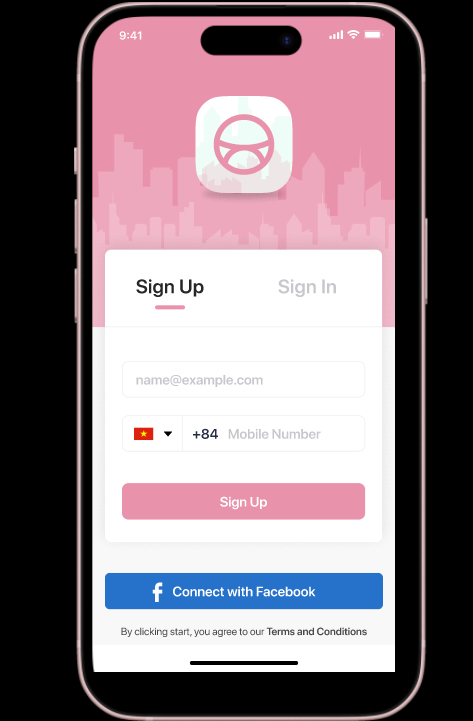 9:41
Sign Up
Sign In
name@example.com
+84 Mobile Number
Sign Up
f Connect with Facebook
By clicking start, you agree to our Terms and Conditions